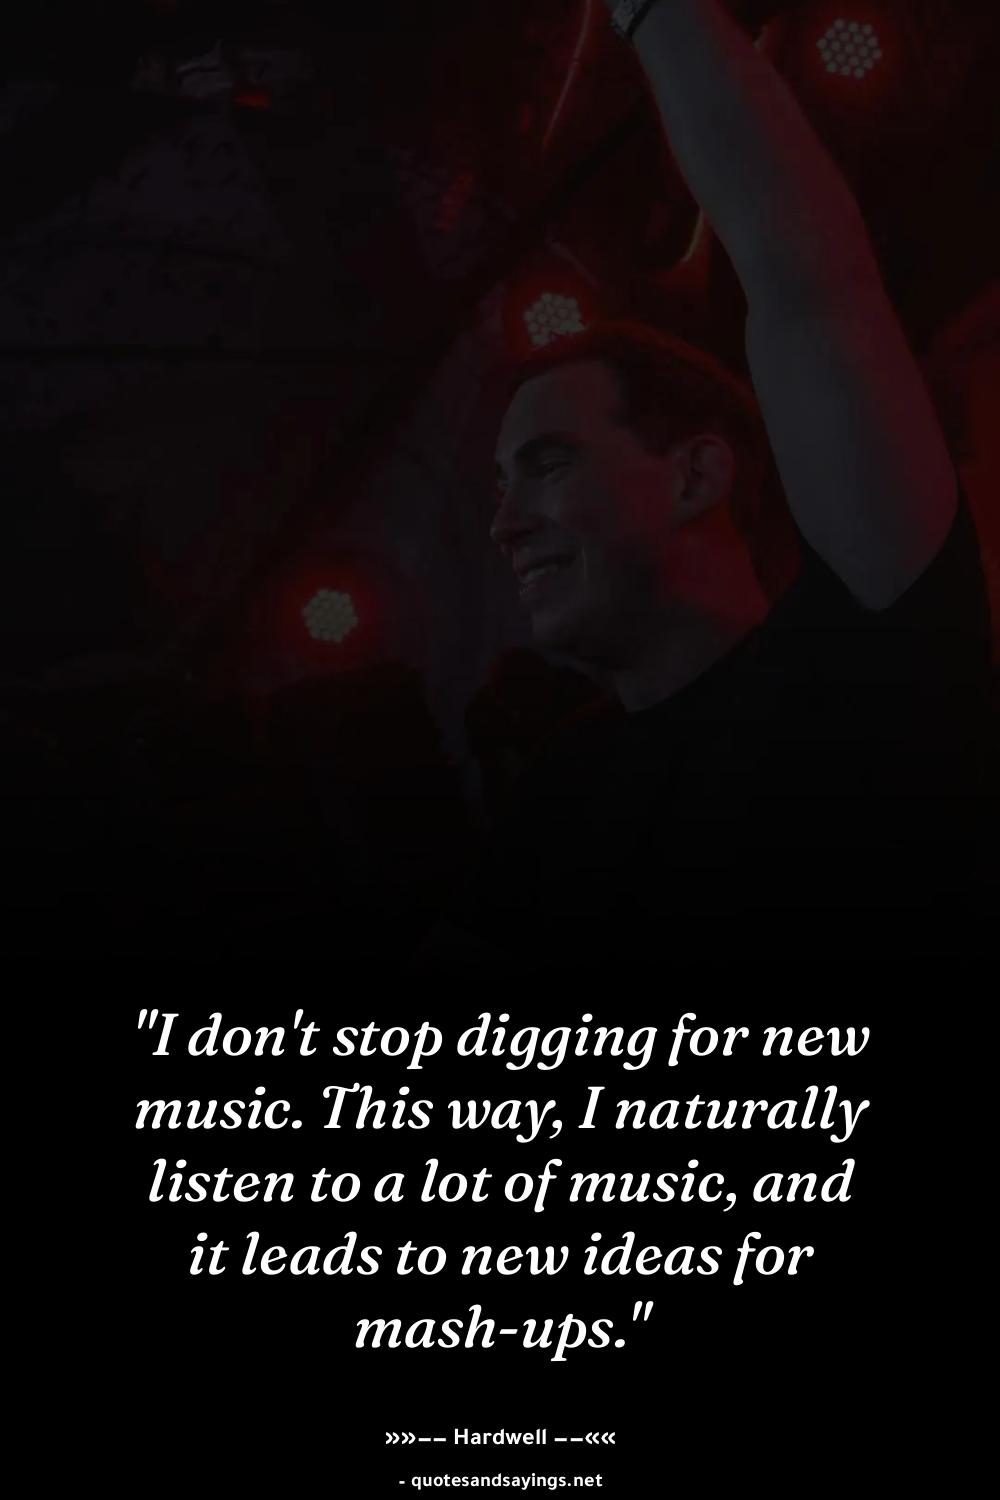 "I don't stop digging for new
music. This way, I naturally
listen to a lot of music, and
it leads to new ideas for
mash-ups."
»»−− Hardwell −−««
- quotesandsayings.net